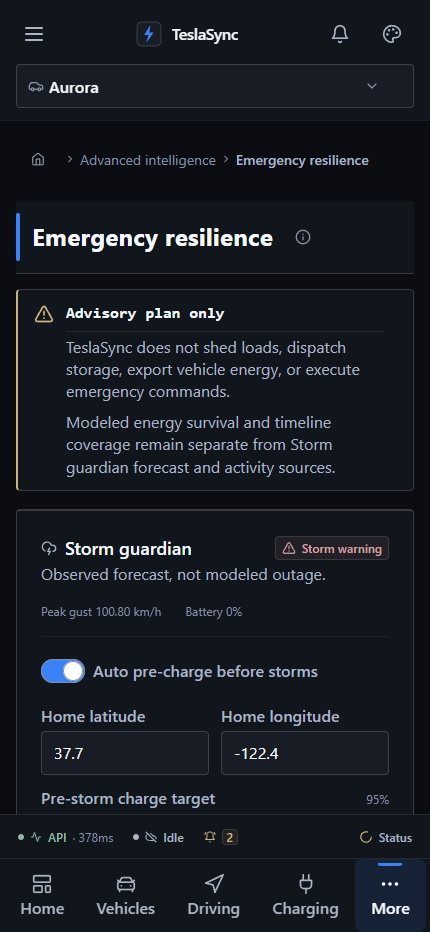 TeslaSync
Aurora
Advanced intelligence
Emergency resilience
Emergency resilience
Advisory plan only
TeslaSync does not shed loads, dispatch
storage, export vehicle energy, or execute
emergency commands.
Modeled energy survival and timeline
coverage remain separate from Storm
guardian forecast and activity sources.
Storm guardian
Storm warning
Observed forecast, not modeled outage.
Peak gust 100.80 km/h
Battery 0%
Auto pre-charge before storms
Home latitude
Home longitude
37.7
-122.4
Pre-storm charge target
95%
API · 378ms
Idle
2
Status
Home
Vehicles
Driving
Charging
More